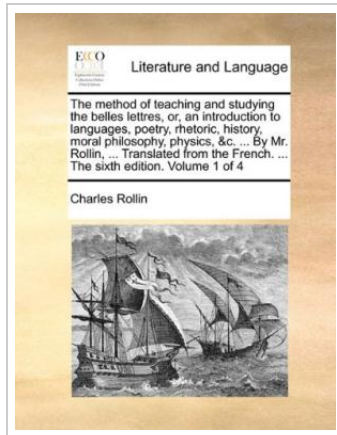 ECCO
Literature and Language
The method of teaching and studying
the belles lettres, or, an introduction to
languages, poetry, rhetoric, history,
moral philosophy, physics, &c. ... By Mr.
Rollin, ... Translated from the French. ...
The sixth edition. Volume 1 of 4
Charles Rollin